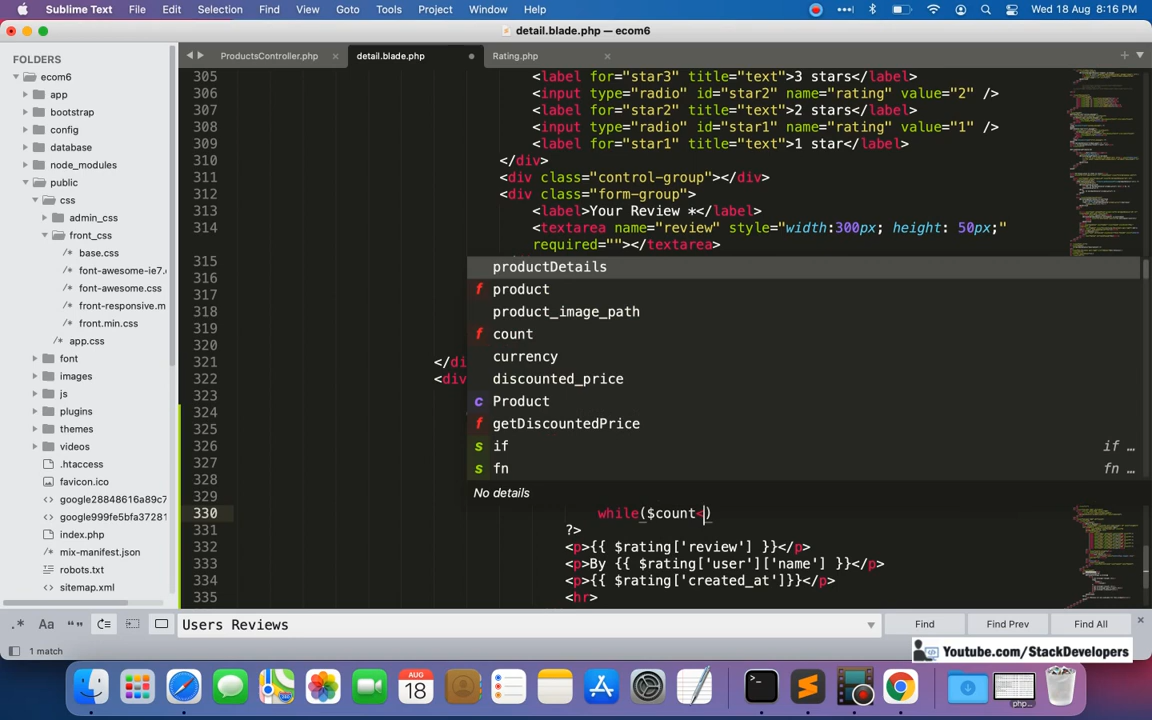 Sublime Text File Edit Selection Find View Goto Tools Project Window Help Wed 18 Aug 8:16 PM
detail.blade.php — ecom6
FOLDERS
ecom6
app
bootstrap
config
database
node_modules
public
css
admin_css
front_css
/* base.css
/* font-awesome-ie7.
/* font-awesome.css
/* front-responsive.m
/* front.min.css
/* app.css
font
images
js
plugins
themes
videos
.htaccess
favicon.ico
<> google28848616a89c7
<> google999fe5bfa37281
index.php
/* mix-manifest.json
robots.txt
<> sitemap.xml
ProductsController.php × detail.blade.php Rating.php ×
305 <label for="star3" title="text">3 stars</label>
306 <input type="radio" id="star2" name="rating" value="2" />
307 <label for="star2" title="text">2 stars</label>
308 <input type="radio" id="star1" name="rating" value="1" />
309 <label for="star1" title="text">1 star</label>
310 </div>
311 <div class="control-group"></div>
312 <div class="form-group">
313 <label>Your Review *</label>
314 <textarea name="review" style="width:300px; height: 50px;"
required=""></textarea>
315
316
317
318
319
320
321 </di
322 <div
323
324
325
326
327
328
329
330 while($count<)
331 ?>
332 <p>{{ $rating['review'] }}</p>
333 <p>By {{ $rating['user']['name'] }}</p>
334 <p>{{ $rating['created_at']}}</p>
335 <hr>
productDetails
f product
product_image_path
f count
currency
discounted_price
c Product
f getDiscountedPrice
s if if …
s fn fn …
No details
.* Aa “” Users Reviews Find Find Prev Find All ×
1 match
Youtube.com/StackDevelopers
AUG
18
>_
php...